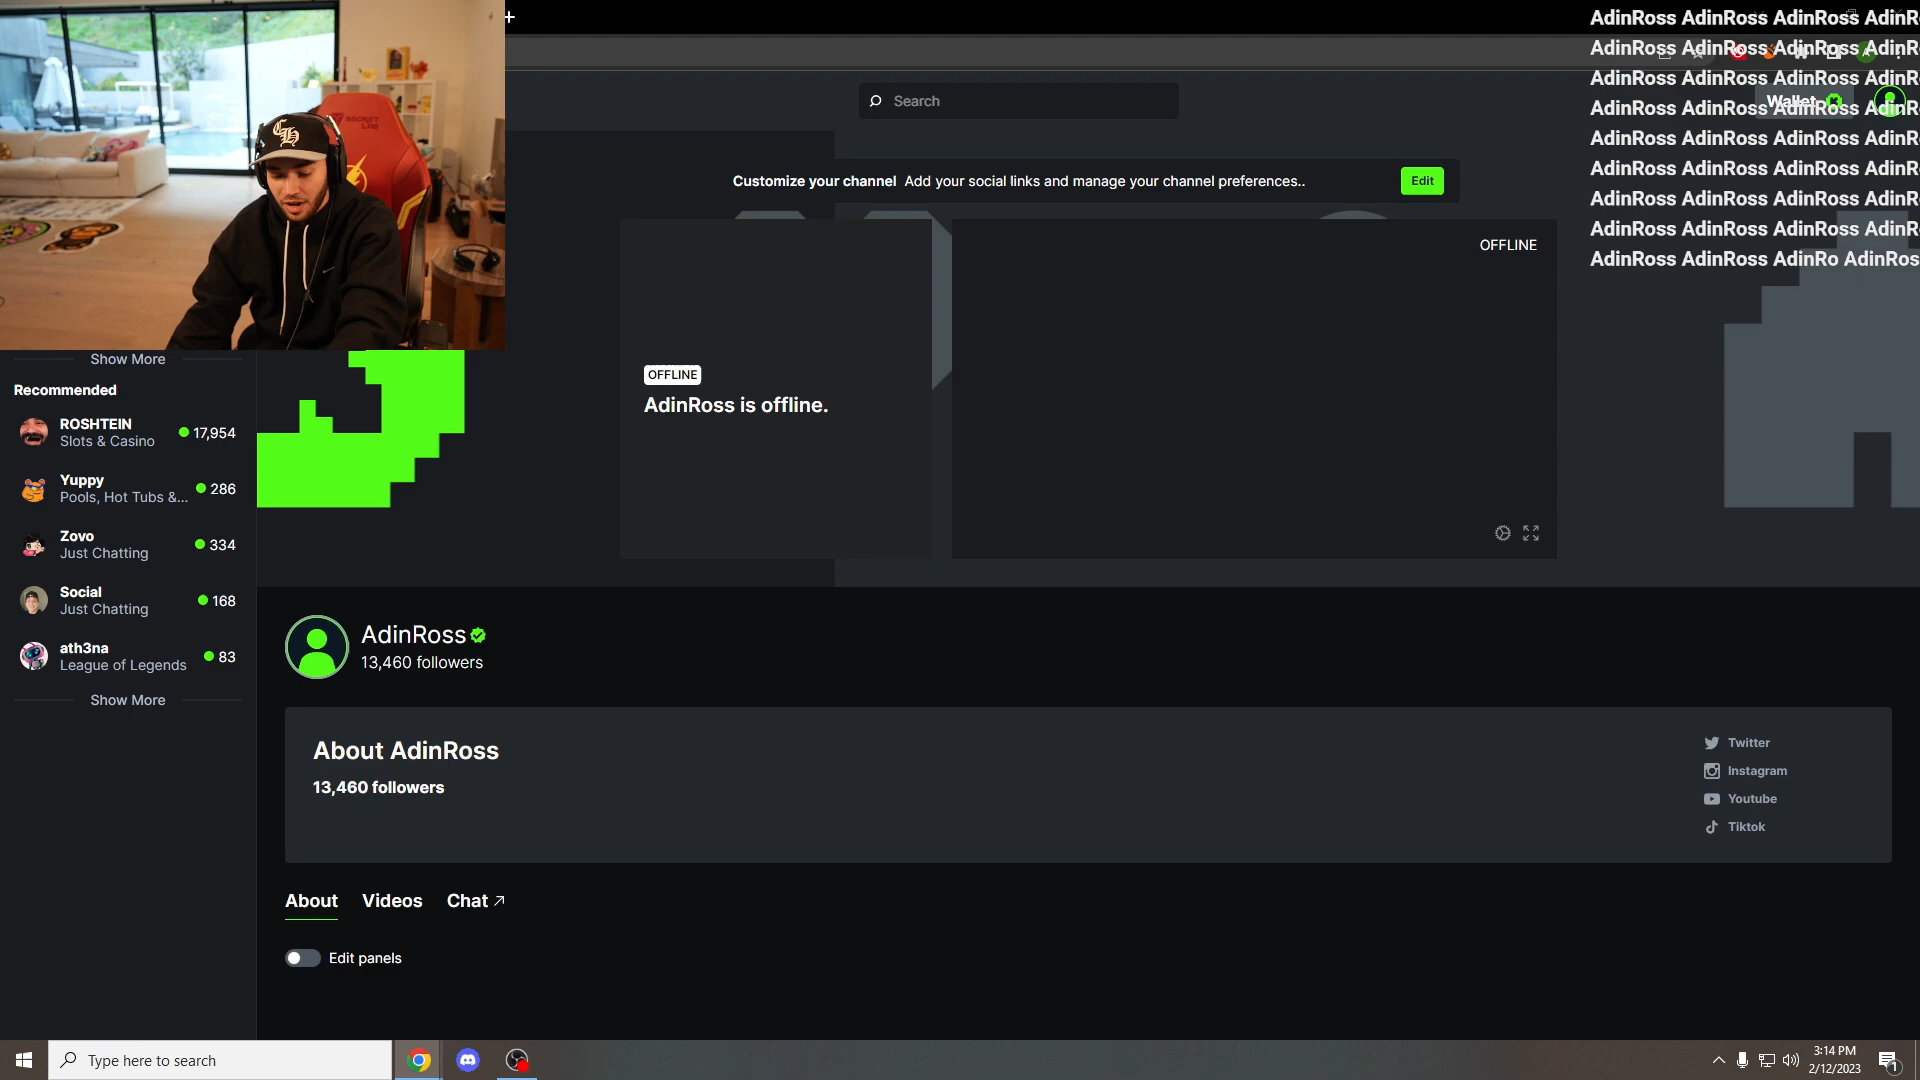 AdinRoss AdinRoss AdinRoss AdinR
AdinRoss AdinRoss AdinRoss AdinR
AdinRoss AdinRoss AdinRoss AdinR
AdinRoss AdinRoss AdinRoss AdinR
AdinRoss AdinRoss AdinRoss AdinR
AdinRoss AdinRoss AdinRoss AdinR
AdinRoss AdinRoss AdinRoss AdinR
AdinRoss AdinRoss AdinRoss AdinR
AdinRoss AdinRoss AdinRo AdinRos
Search
Wallet
SECRETLAB
Customize your channel Add your social links and manage your channel preferences..
Edit
OFFLINE
OFFLINE
AdinRoss is offline.
Show More
Recommended
ROSHTEIN
Slots & Casino
17,954
Yuppy
Pools, Hot Tubs &...
286
Zovo
Just Chatting
334
Social
Just Chatting
168
ath3na
League of Legends
83
Show More
AdinRoss
13,460 followers
About AdinRoss
13,460 followers
Twitter
Instagram
Youtube
Tiktok
About Videos Chat
Edit panels
Type here to search
3:14 PM
2/12/2023
1